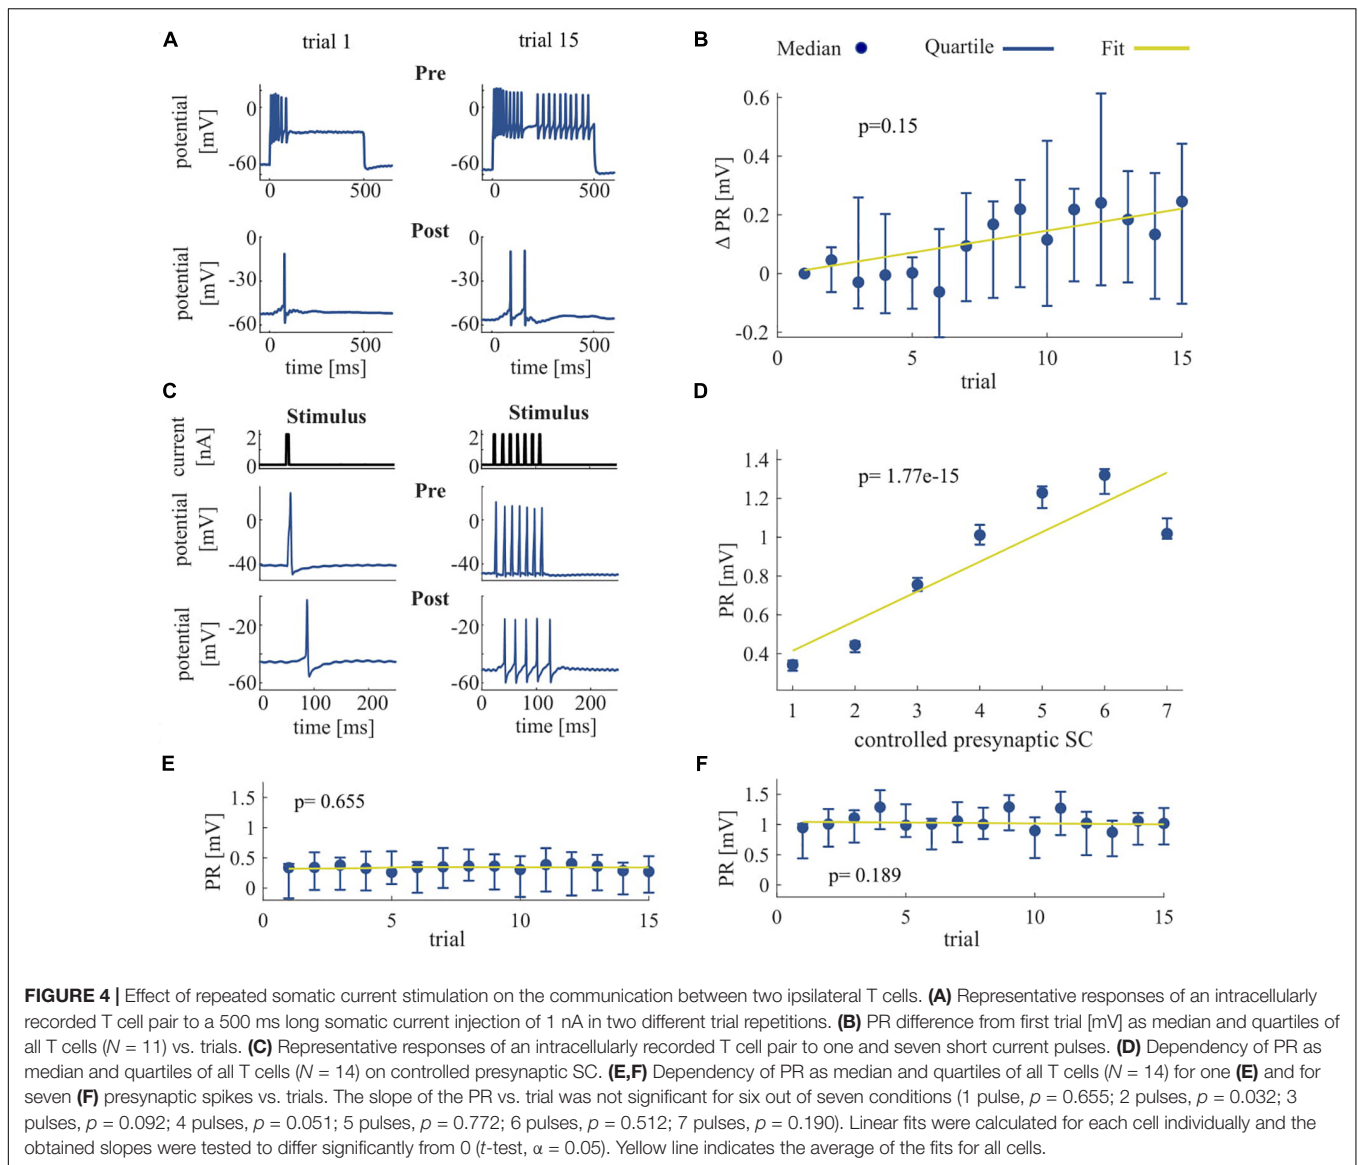 A
trial 1
trial 15
Pre
potential
[mV]
0
-60
0
500
0
-60
0
500
Post
potential
[mV]
0
-30
-60
0
500
time [ms]
0
-30
-60
0
500
time [ms]
B
Median
Quartile
Fit
p=0.15
Δ PR [mV]
0.6
0.4
0.2
0
-0.2
0
5
10
15
trial
C
Stimulus
Stimulus
current
[nA]
2
0
2
0
Pre
potential
[mV]
0
-40
0
-40
Post
potential
[mV]
-20
-60
0
100
200
time [ms]
-20
-60
0
100
200
time [ms]
D
p= 1.77e-15
PR [mV]
1.4
1.2
1
0.8
0.6
0.4
1
2
3
4
5
6
7
controlled presynaptic SC
E
p= 0.655
PR [mV]
1.5
1
0.5
0
0
5
10
15
trial
F
p= 0.189
PR [mV]
1.5
1
0.5
0
0
5
10
15
trial
FIGURE 4 | Effect of repeated somatic current stimulation on the communication between two ipsilateral T cells. (A) Representative responses of an intracellularly
recorded T cell pair to a 500 ms long somatic current injection of 1 nA in two different trial repetitions. (B) PR difference from first trial [mV] as median and quartiles of
all T cells (N = 11) vs. trials. (C) Representative responses of an intracellularly recorded T cell pair to one and seven short current pulses. (D) Dependency of PR as
median and quartiles of all T cells (N = 14) on controlled presynaptic SC. (E,F) Dependency of PR as median and quartiles of all T cells (N = 14) for one (E) and for
seven (F) presynaptic spikes vs. trials. The slope of the PR vs. trial was not significant for six out of seven conditions (1 pulse, p = 0.655; 2 pulses, p = 0.032; 3
pulses, p = 0.092; 4 pulses, p = 0.051; 5 pulses, p = 0.772; 6 pulses, p = 0.512; 7 pulses, p = 0.190). Linear fits were calculated for each cell individually and the
obtained slopes were tested to differ significantly from 0 (t-test, α = 0.05). Yellow line indicates the average of the fits for all cells.